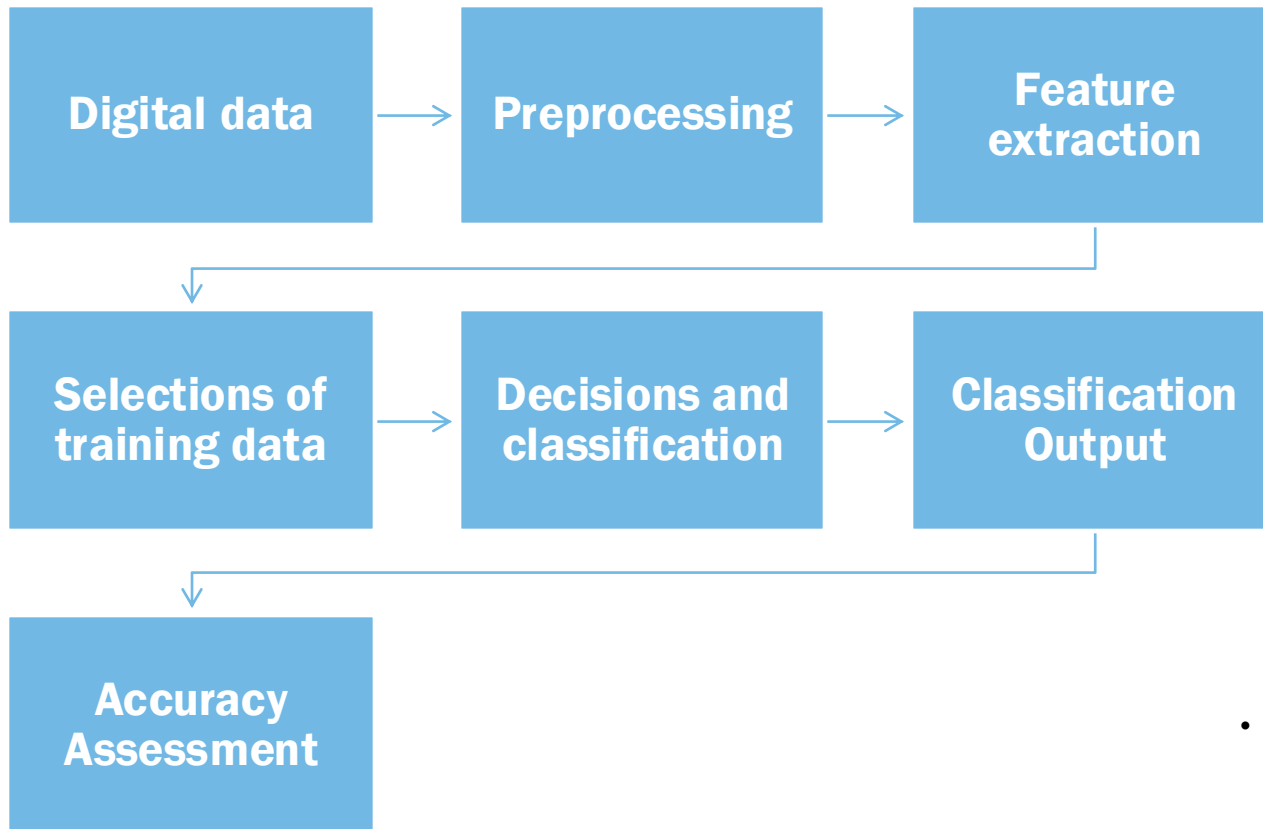 Digital data
Preprocessing
Feature
extraction
Selections of
training data
Decisions and
classification
Classification
Output
Accuracy
Assessment